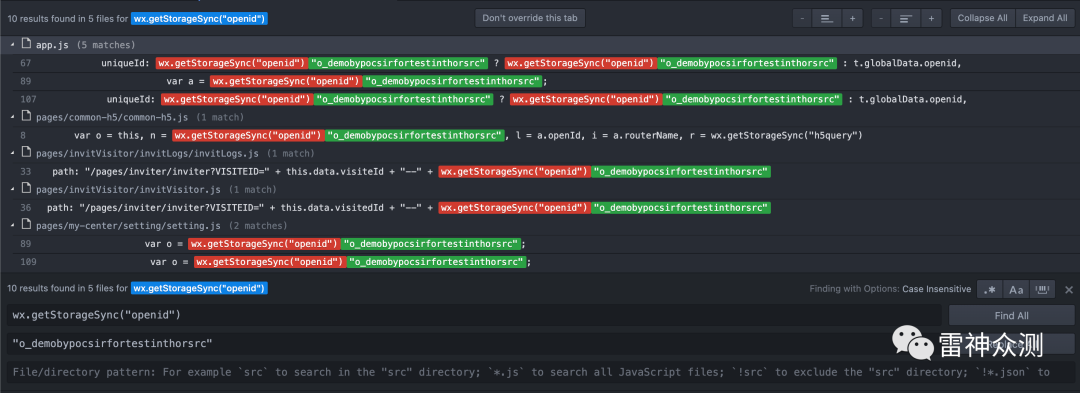 10 results found in 5 files for wx.getStorageSync("openid") Don't override this tab - + - + Collapse All Expand All
app.js (5 matches)
67 uniqueId: wx.getStorageSync("openid")"o_demobypocsirfortestinthorsrc" ? wx.getStorageSync("openid")"o_demobypocsirfortestinthorsrc" : t.globalData.openid,
89 var a = wx.getStorageSync("openid")"o_demobypocsirfortestinthorsrc";
107 uniqueId: wx.getStorageSync("openid")"o_demobypocsirfortestinthorsrc" ? wx.getStorageSync("openid")"o_demobypocsirfortestinthorsrc" : t.globalData.openid,
pages/common-h5/common-h5.js (1 match)
8 var o = this, n = wx.getStorageSync("openid")"o_demobypocsirfortestinthorsrc", l = a.openId, i = a.routerName, r = wx.getStorageSync("h5query")
pages/invitVisitor/invitLogs/invitLogs.js (1 match)
33 path: "/pages/inviter/inviter?VISITEID=" + this.data.visiteId + "--" + wx.getStorageSync("openid")"o_demobypocsirfortestinthorsrc"
pages/invitVisitor/invitVisitor.js (1 match)
36 path: "/pages/inviter/inviter?VISITEID=" + this.data.visitedId + "--" + wx.getStorageSync("openid")"o_demobypocsirfortestinthorsrc"
pages/my-center/setting/setting.js (2 matches)
89 var o = wx.getStorageSync("openid")"o_demobypocsirfortestinthorsrc";
109 var o = wx.getStorageSync("openid")"o_demobypocsirfortestinthorsrc";
10 results found in 5 files for wx.getStorageSync("openid") Finding with Options: Case Insensitive .* Aa
wx.getStorageSync("openid") Find All
"o_demobypocsirfortestinthorsrc"
雷神众测
File/directory pattern: For example `src` to search in the "src" directory; `*.js` to search all JavaScript files; `!src` to exclude the "src" directory; `!*.json` to